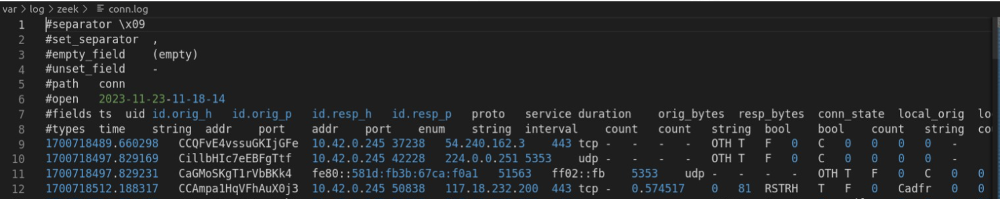 var > log > zeek > conn.log
1 #separator \x09
2 #set_separator ,
3 #empty_field (empty)
4 #unset_field -
5 #path conn
6 #open 2023-11-23-11-18-14
7 #fields ts uid id.orig_h id.orig_p id.resp_h id.resp_p proto service duration orig_bytes resp_bytes conn_state local_orig lo
8 #types time string addr port addr port enum string interval count count string bool bool count string co
9 1700718489.660298 CCQFvE4vssuGKIjGFe 10.42.0.245 37238 54.240.162.3 443 tcp - - - - OTH T F 0 C 0 0 0 0 -
10 1700718497.829169 CillbHIc7eEBFgTtf 10.42.0.245 42228 224.0.0.251 5353 udp - - - - OTH T F 0 C 0 0 0 0 -
11 1700718497.829231 CaGMoSKgT1rVbBKk4 fe80::581d:fb3b:67ca:f0a1 51563 ff02::fb 5353 udp - - - - OTH T F 0 C 0 0
12 1700718512.188317 CCAmpa1HqVFhAuX0j3 10.42.0.245 50838 117.18.232.200 443 tcp - 0.574517 0 81 RSTRH T F 0 Cadfr 0 0